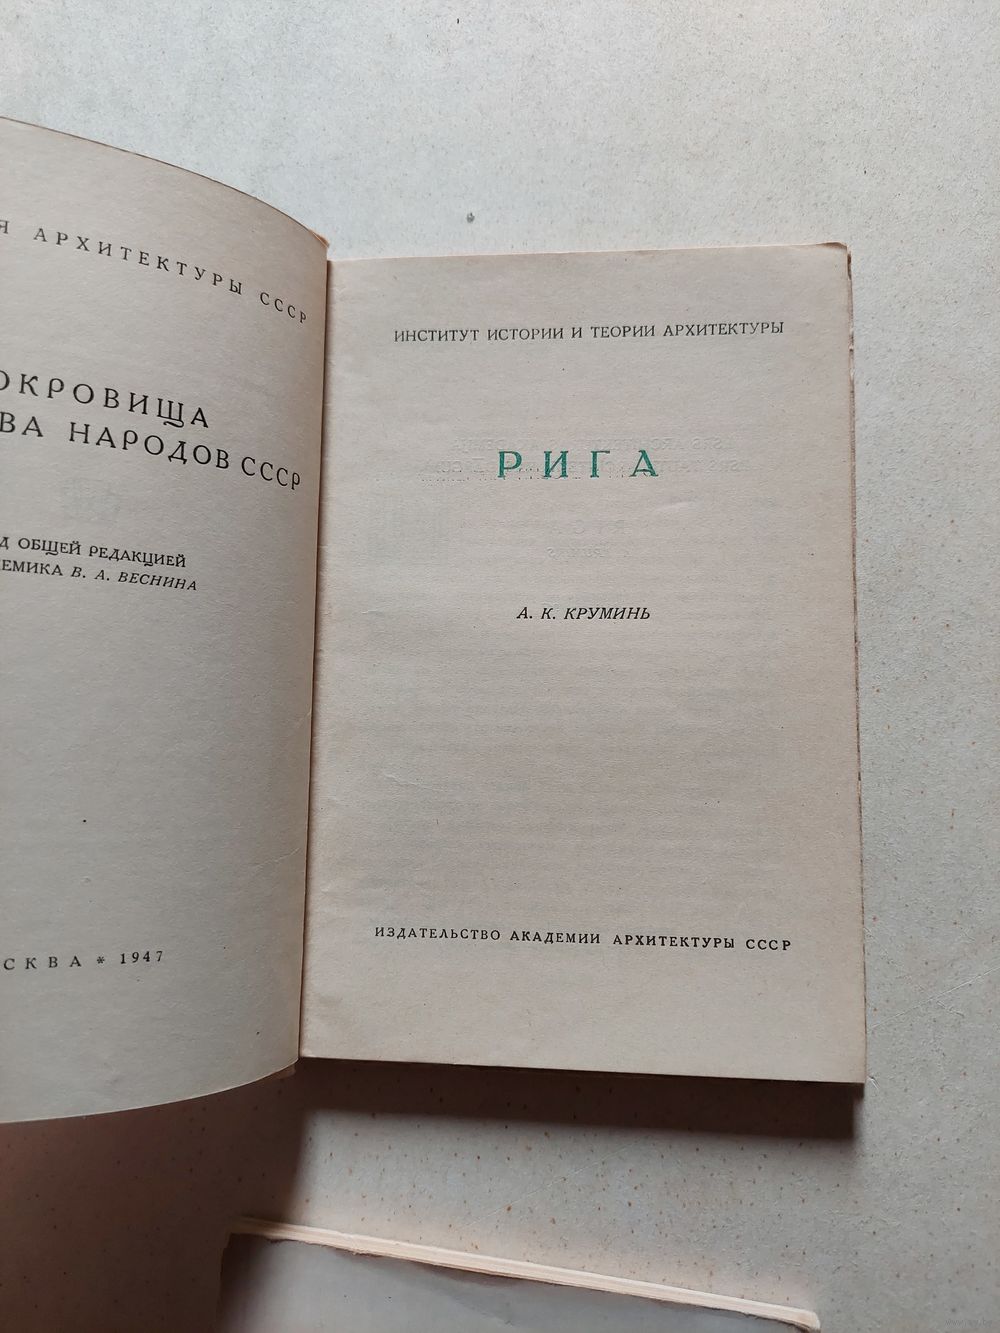 Я АРХИТЕКТУРЫ СССР
ОКРОВИЩА
ВА НАРОДОВ СССР
Д ОБЩЕЙ РЕДАКЦИЕЙ
ЕМИКА В. А. ВЕСНИНА
СКВА * 1947
ИНСТИТУТ ИСТОРИИ И ТЕОРИИ АРХИТЕКТУРЫ
РИГА
А. К. КРУМИНЬ
ИЗДАТЕЛЬСТВО АКАДЕМИИ АРХИТЕКТУРЫ СССР